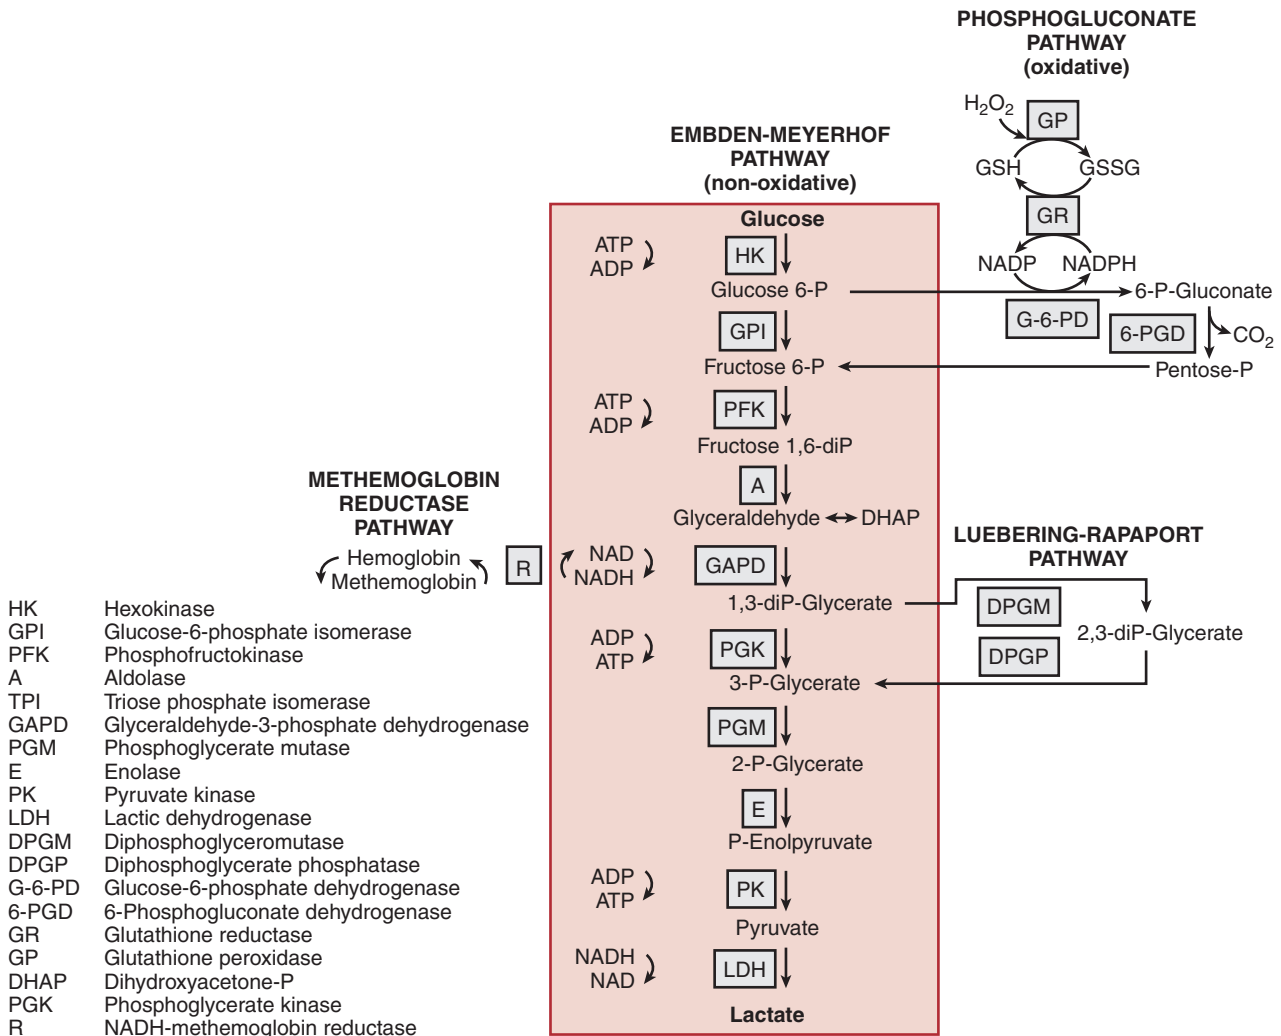 PHOSPHOGLUCONATE
PATHWAY
(oxidative)
H2O2
GP
GSH
GSSG
GR
NADP
NADPH
6-P-Gluconate
G-6-PD
6-PGD
CO2
Pentose-P
EMBDEN-MEYERHOF
PATHWAY
(non-oxidative)
Glucose
ATP
ADP
HK
Glucose 6-P
GPI
Fructose 6-P
ATP
ADP
PFK
Fructose 1,6-diP
A
Glyceraldehyde
DHAP
NAD
NADH
GAPD
1,3-diP-Glycerate
ADP
ATP
PGK
3-P-Glycerate
PGM
2-P-Glycerate
E
P-Enolpyruvate
ADP
ATP
PK
Pyruvate
NADH
NAD
LDH
Lactate
METHEMOGLOBIN
REDUCTASE
PATHWAY
Hemoglobin
Methemoglobin
R
LUEBERING-RAPAPORT
PATHWAY
DPGM
2,3-diP-Glycerate
DPGP
HK Hexokinase
GPI Glucose-6-phosphate isomerase
PFK Phosphofructokinase
A Aldolase
TPI Triose phosphate isomerase
GAPD Glyceraldehyde-3-phosphate dehydrogenase
PGM Phosphoglycerate mutase
E Enolase
PK Pyruvate kinase
LDH Lactic dehydrogenase
DPGM Diphosphoglyceromutase
DPGP Diphosphoglycerate phosphatase
G-6-PD Glucose-6-phosphate dehydrogenase
6-PGD 6-Phosphogluconate dehydrogenase
GR Glutathione reductase
GP Glutathione peroxidase
DHAP Dihydroxyacetone-P
PGK Phosphoglycerate kinase
R NADH-methemoglobin reductase